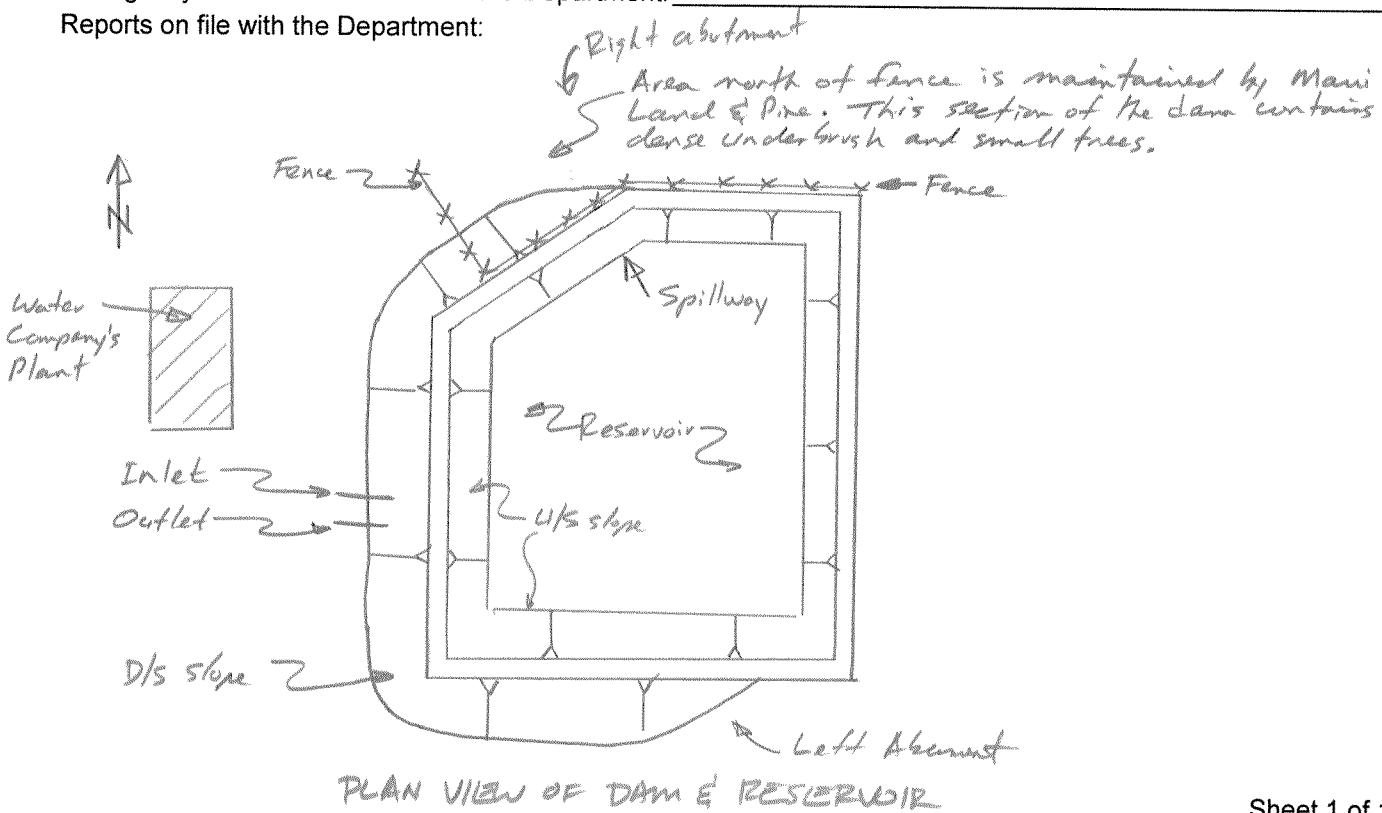 Reports on file with the Department:
Right abutment
Area north of fence is maintained by Maui
Land & Pine. This section of the dam contains
dense underbrush and small trees.
Fence
Fence
N
Spillway
Water
Company's
Plant
Reservoir
Inlet
Outlet
U/S slope
D/S slope
Left Abument
PLAN VIEW OF DAM & RESERVOIR
Sheet 1 of